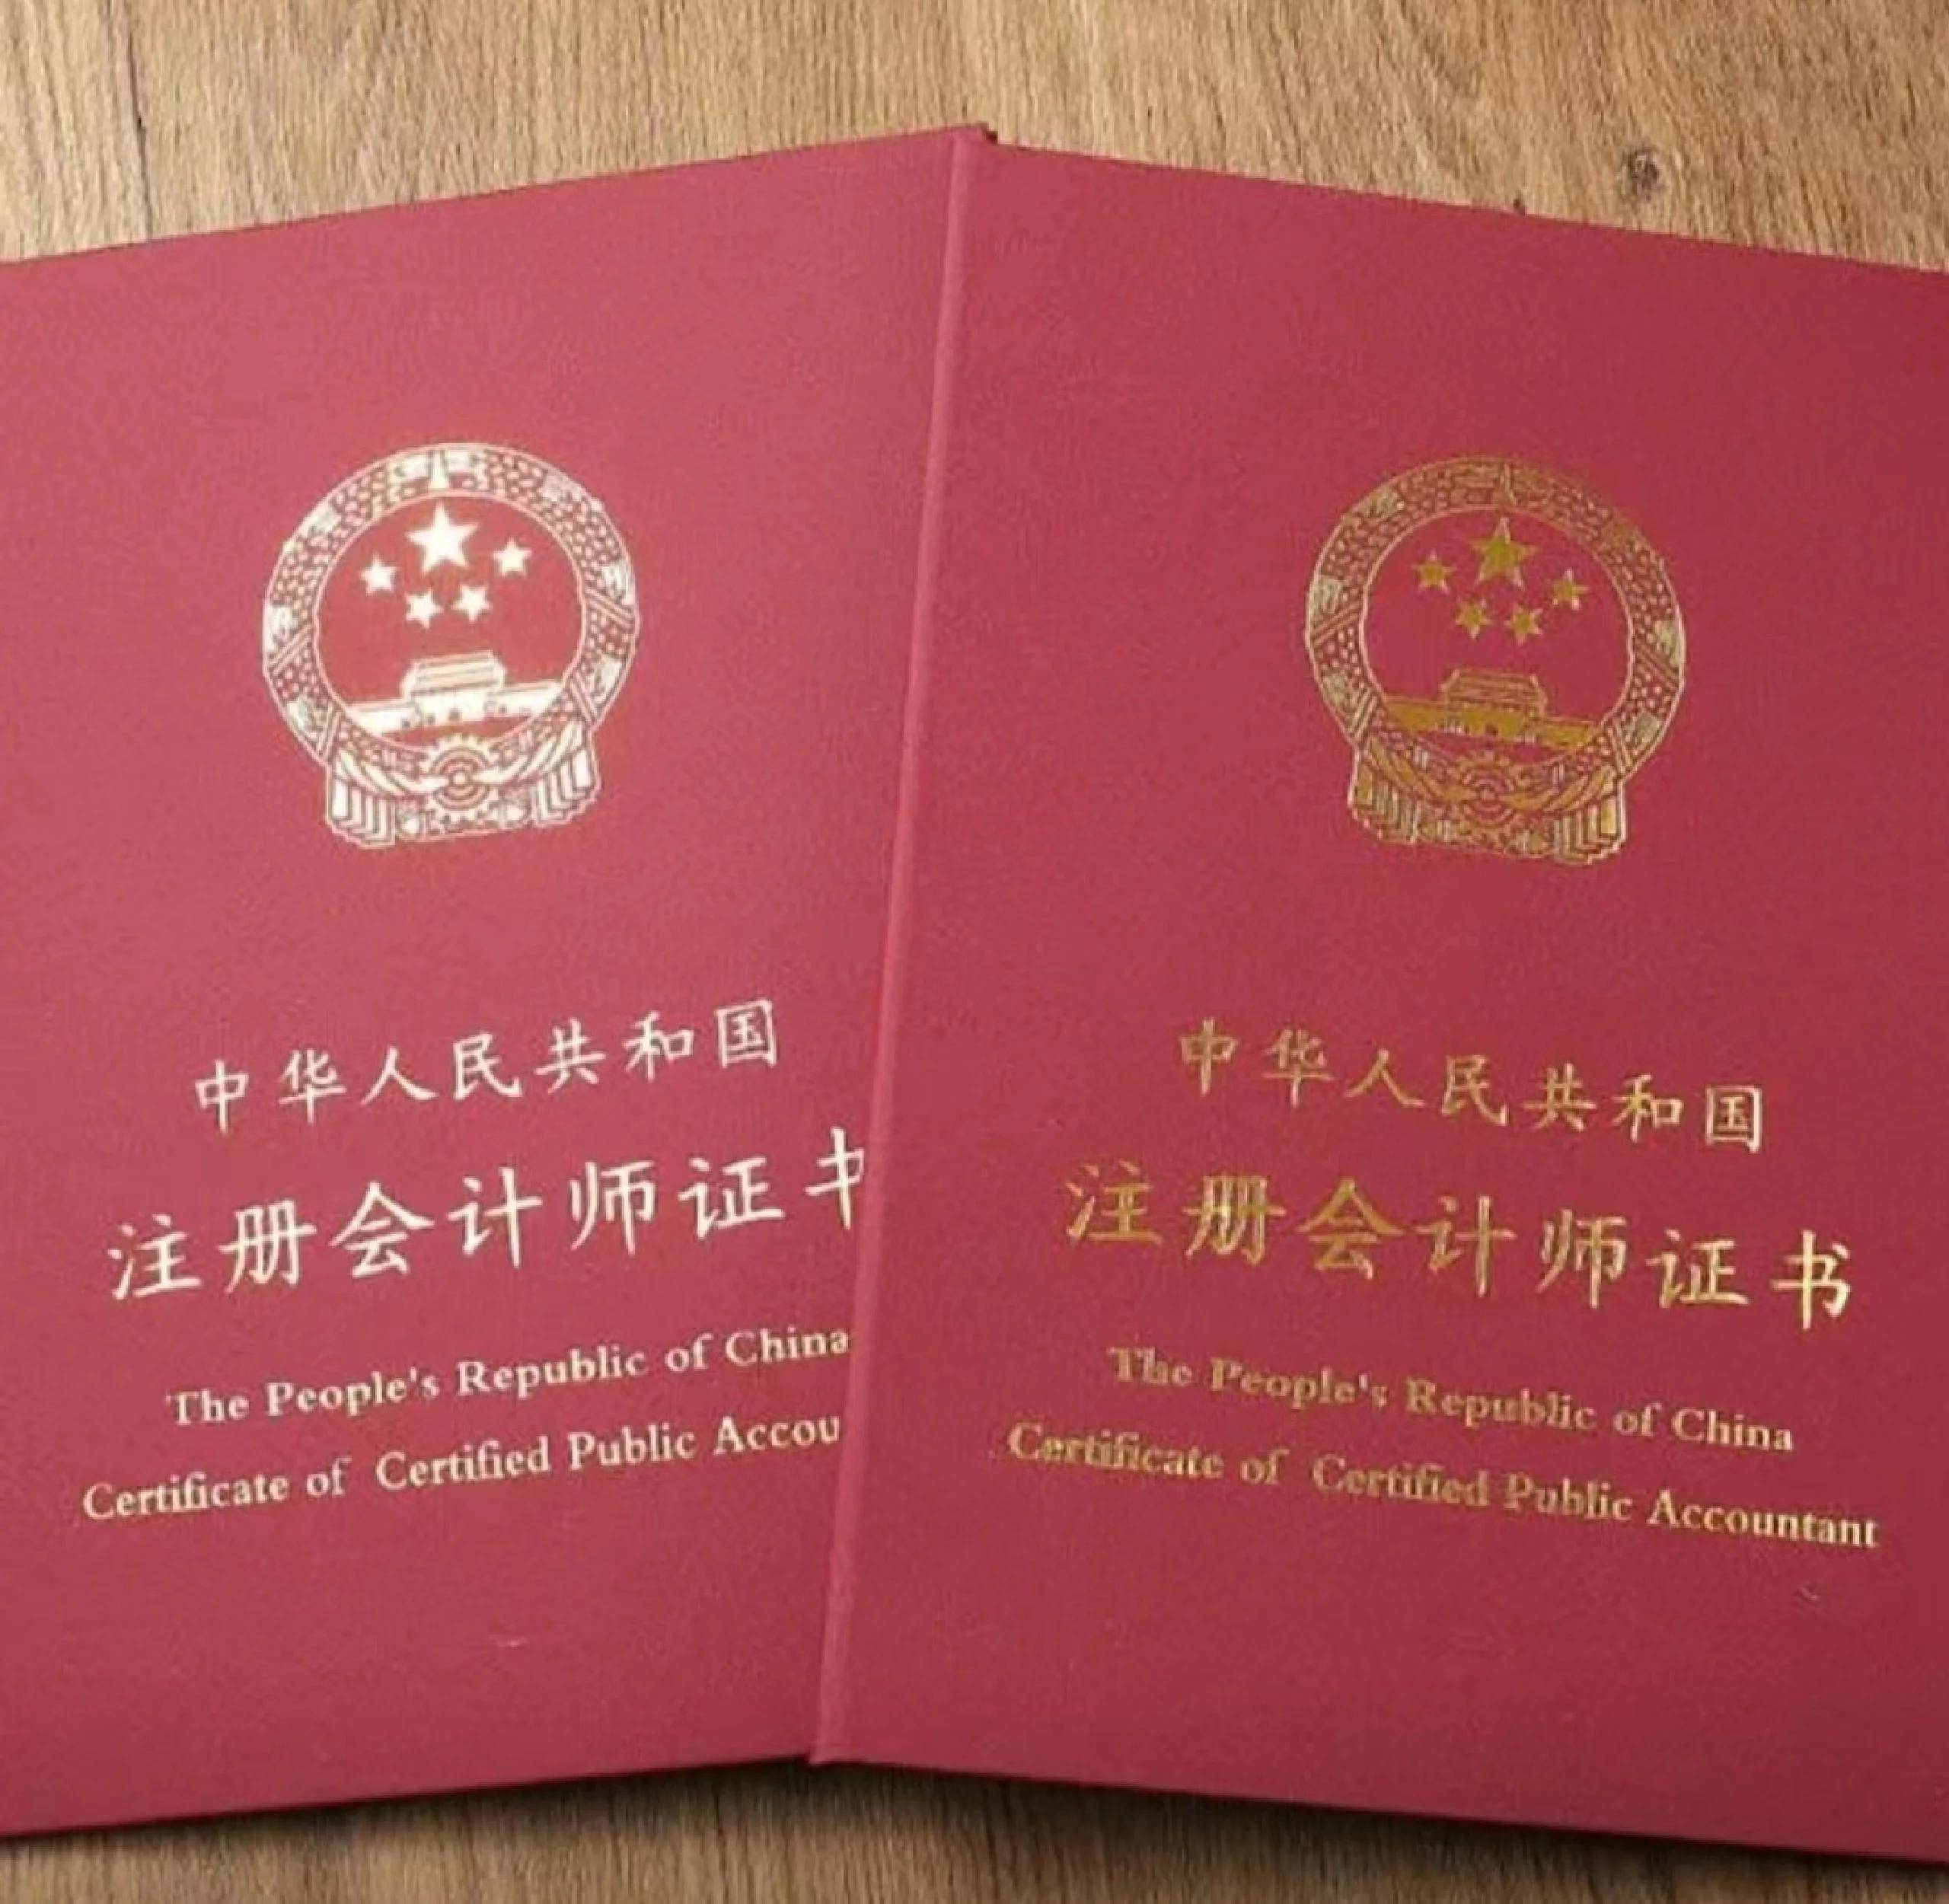 中华人民共和国
注册会计师证书
The People's Republic of China
Certificate of Certified Public Accou
中华人民共和国
注册会计师证书
The People's Republic of China
Certificate of Certified Public Accountant